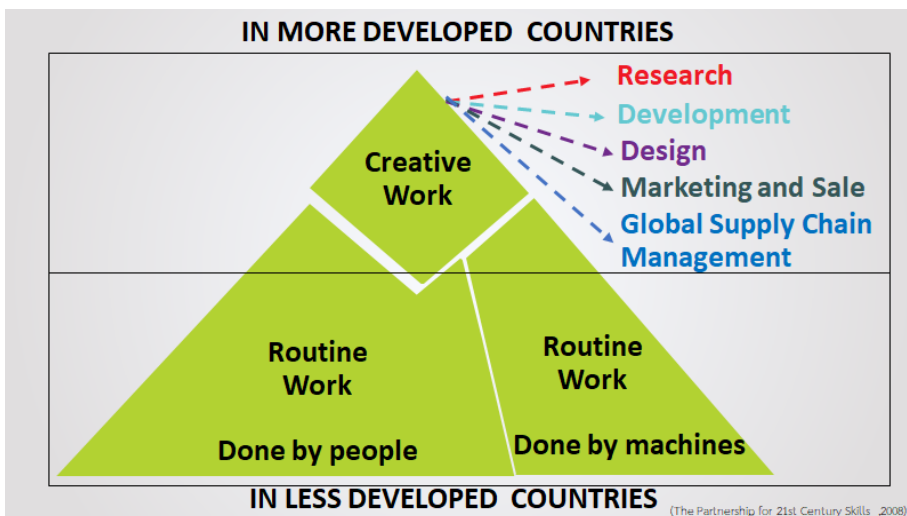 IN MORE DEVELOPED  COUNTRIES
Research
Development
Design
Marketing and Sale
Global Supply Chain
Management
Creative
Work
Routine
Work
Done by people
Routine
Work
Done by machines
IN LESS DEVELOPED  COUNTRIES
(The Partnership for 21st Century Skills ,2008)